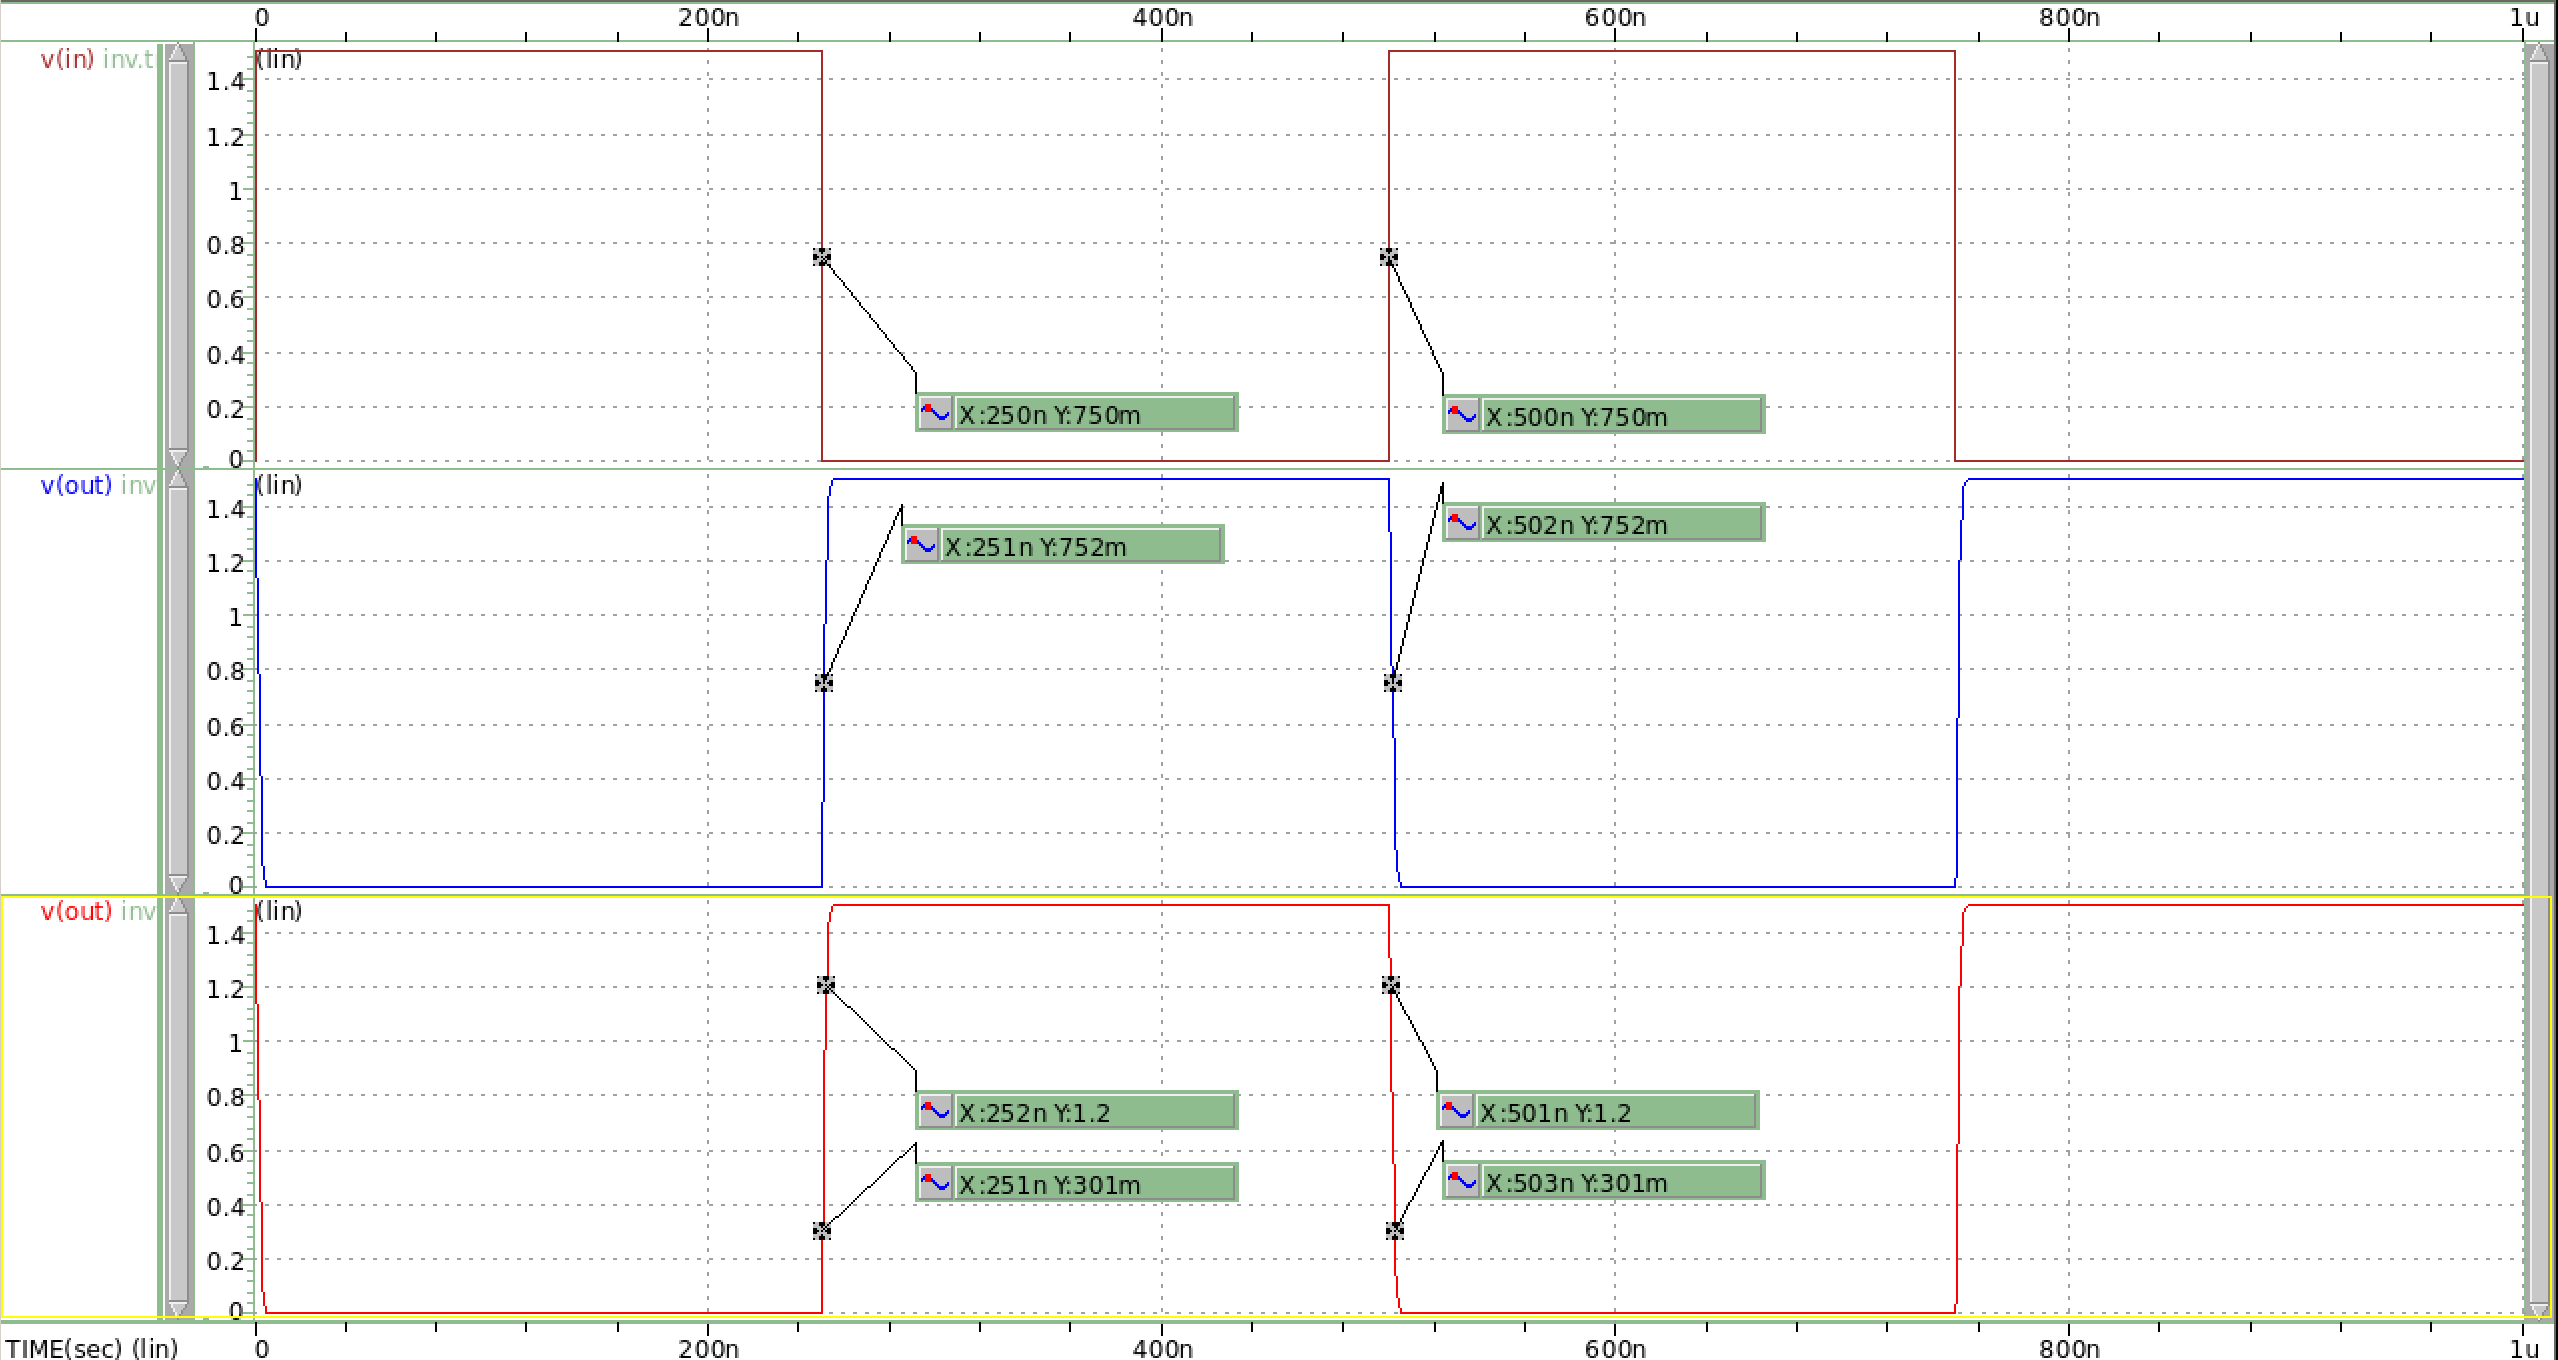 0 200n 400n 600n 800n 1u
v(in) inv.t (lin)
1.4
1.2
1
0.8
0.6
0.4
0.2
0
X:250n Y:750m
X:500n Y:750m
v(out) inv (lin)
1.4
1.2
1
0.8
0.6
0.4
0.2
0
X:502n Y:752m
X:251n Y:752m
v(out) inv (lin)
1.4
1.2
1
0.8
0.6
0.4
0.2
0
X:252n Y:1.2
X:501n Y:1.2
X:251n Y:301m
X:503n Y:301m
TIME(sec) (lin) 0 200n 400n 600n 800n 1u